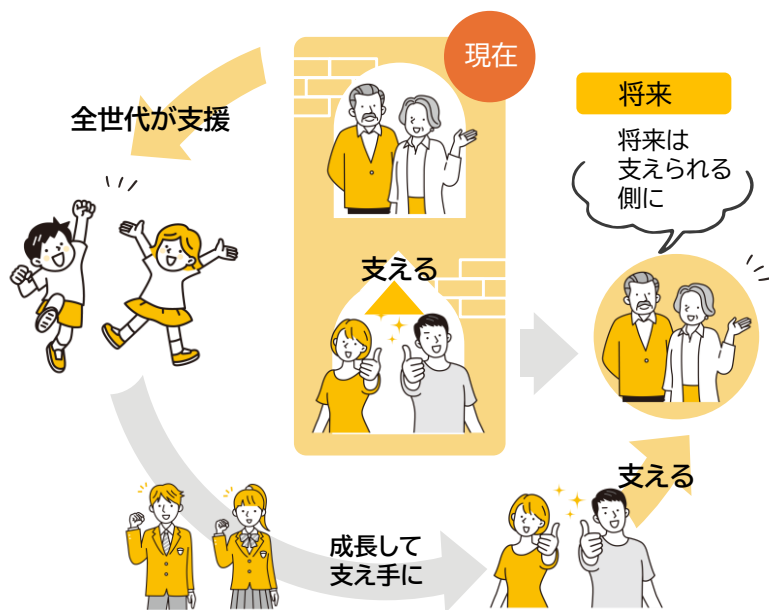 現在
全世代が支援
支える
将来
将来は
支えられる
側に
支える
成長して
支え手に